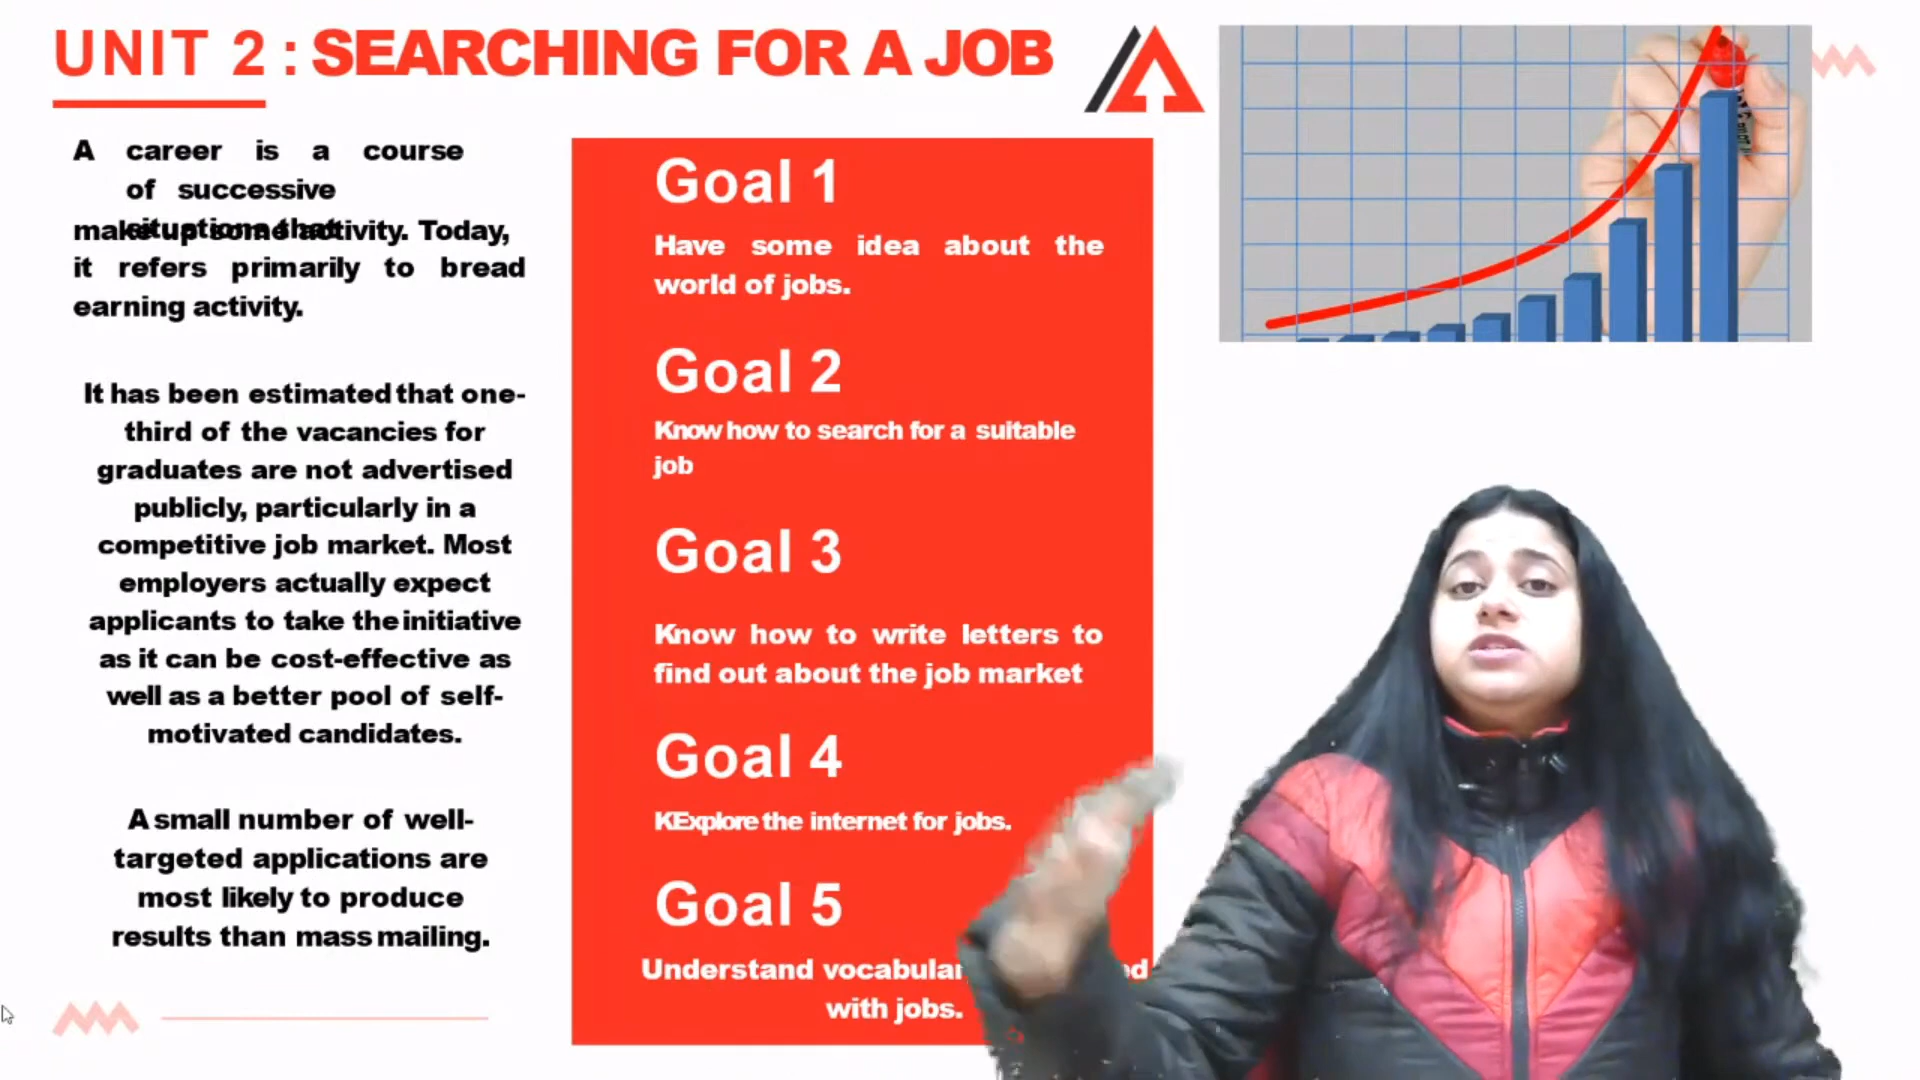 UNIT 2 : SEARCHING FOR A JOB
A career is a course
of successive
situations that
make up some activity. Today,
it refers primarily to bread
earning activity.
It has been estimated that one-
third of the vacancies for
graduates are not advertised
publicly, particularly in a
competitive job market. Most
employers actually expect
applicants to take the initiative
as it can be cost-effective as
well as a better pool of self-
motivated candidates.
A small number of well-
targeted applications are
most likely to produce
results than mass mailing.
Goal 1
Have some idea about the
world of jobs.
Goal 2
Know how to search for a suitable
job
Goal 3
Know how to write letters to
find out about the job market
Goal 4
KExplore the internet for jobs.
Goal 5
Understand
with jobs.